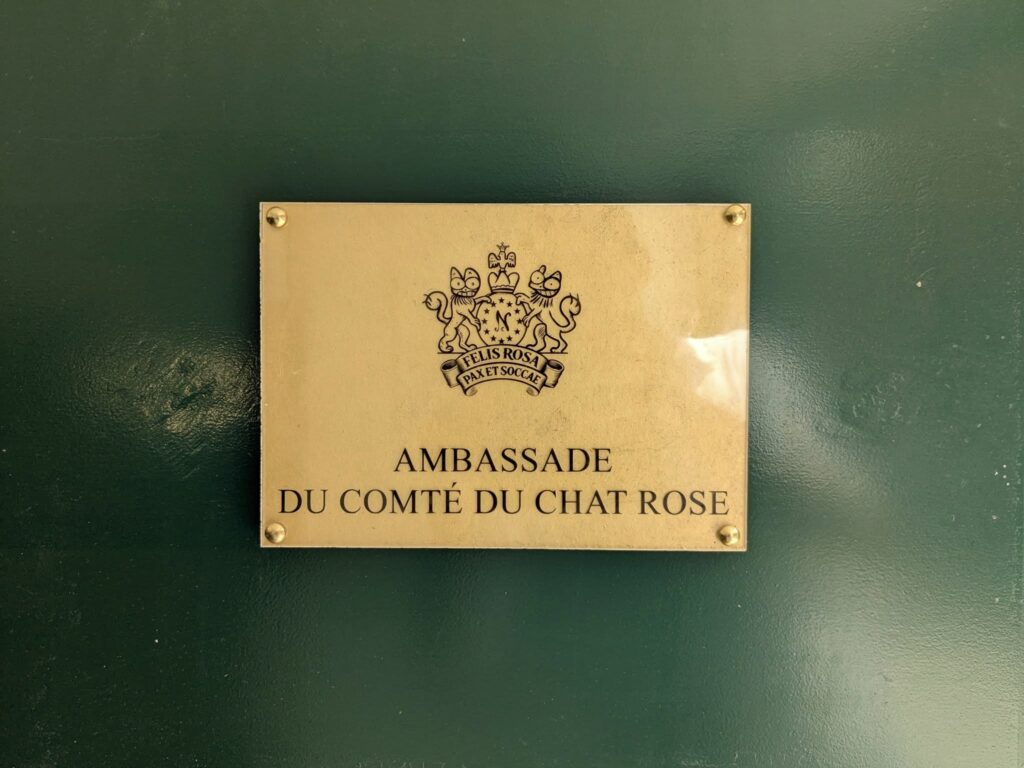 N
FELIS ROSA
PAX ET SOCCAE
AMBASSADE
DU COMTÉ DU CHAT ROSE